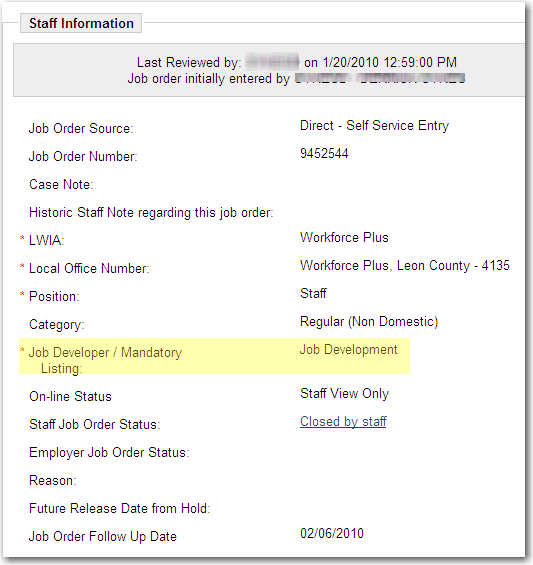 Staff Information
Last Reviewed by: on 1/20/2010 12:59:00 PM
Job order initially entered by
Job Order Source: Direct - Self Service Entry
Job Order Number: 9452544
Case Note:
Historic Staff Note regarding this job order:
* LWIA: Workforce Plus
* Local Office Number: Workforce Plus, Leon County - 4135
* Position: Staff
Category: Regular (Non Domestic)
* Job Developer / Mandatory Job Development
Listing:
On-line Status Staff View Only
Staff Job Order Status: Closed by staff
Employer Job Order Status:
Reason:
Future Release Date from Hold:
Job Order Follow Up Date 02/06/2010